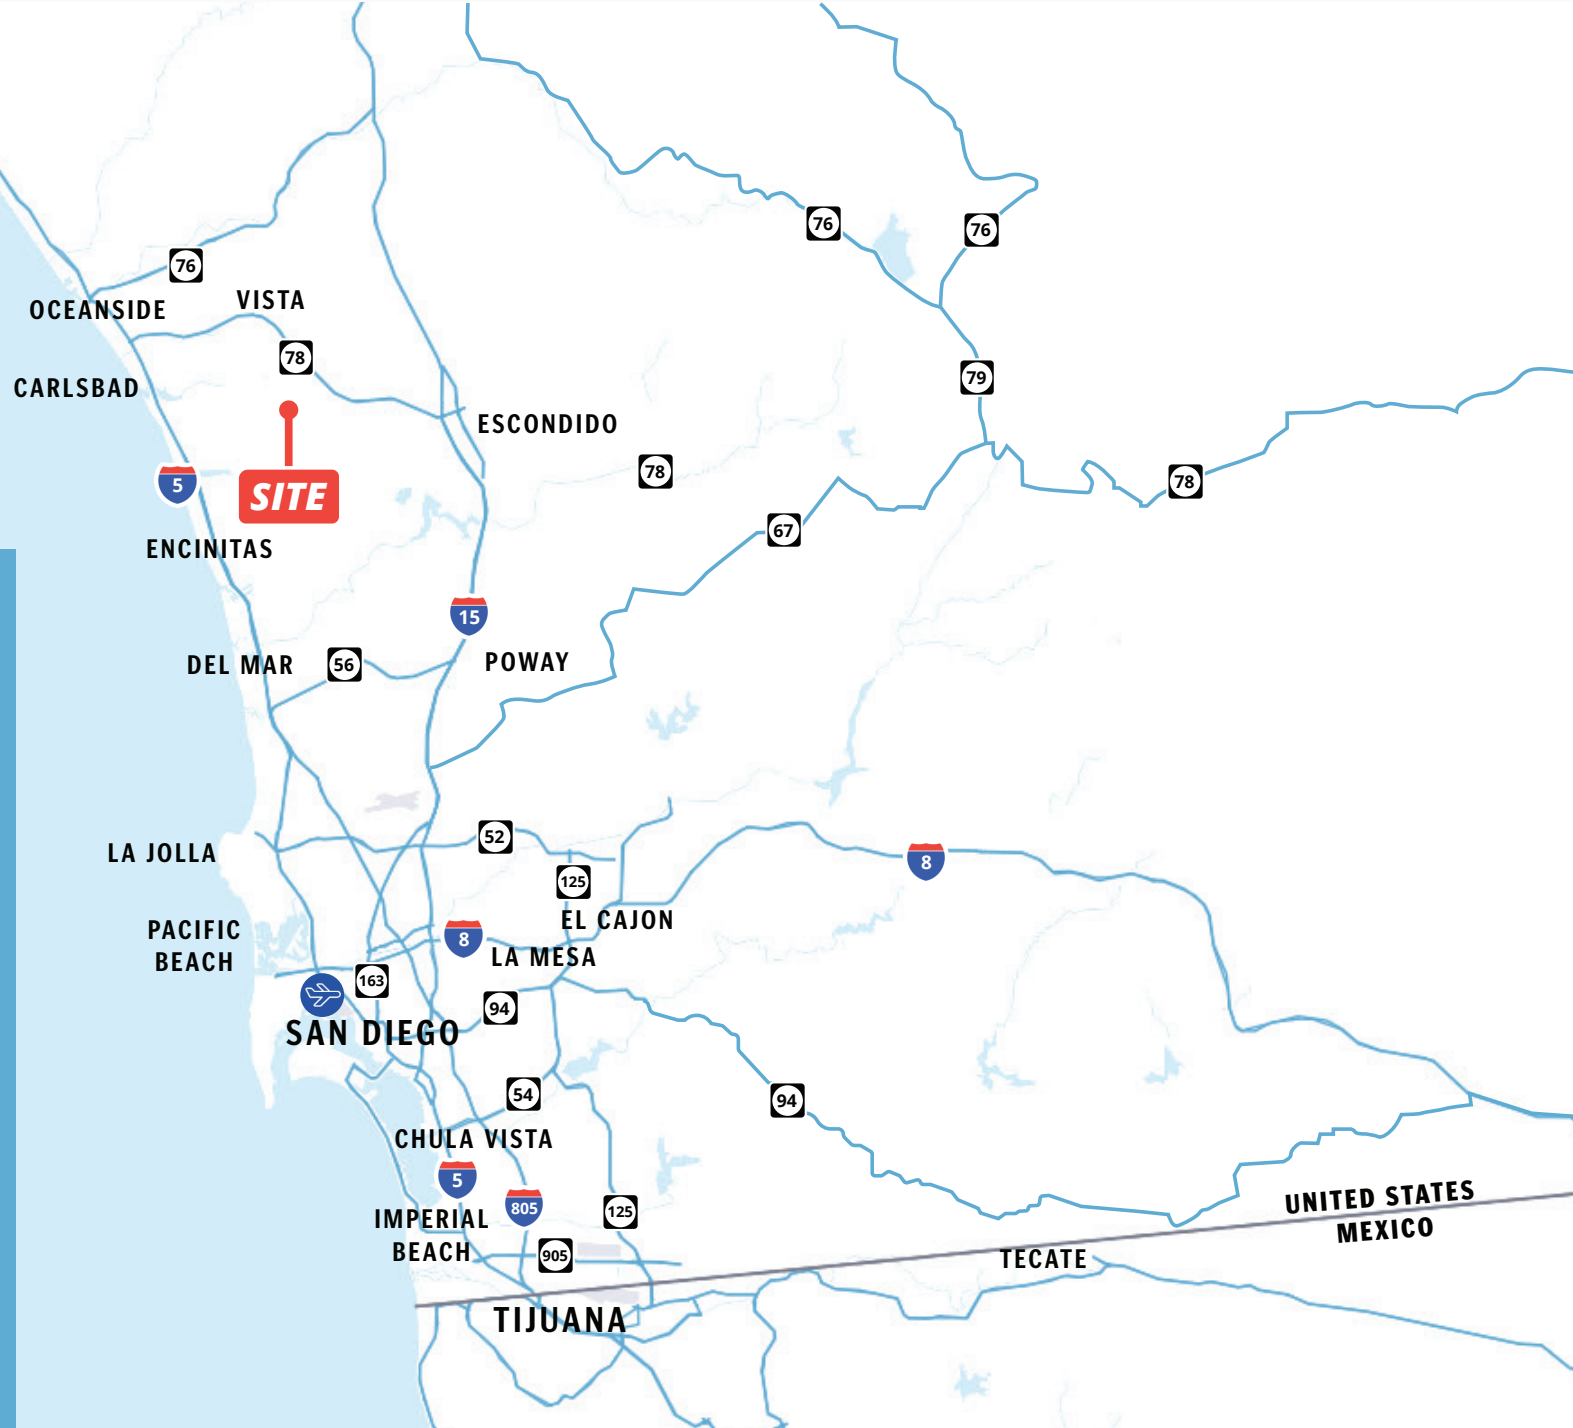 76
76
76
OCEANSIDE
VISTA
78
79
CARLSBAD
ESCONDIDO
78
78
5
SITE
67
ENCINITAS
15
DEL MAR
56
POWAY
52
LA JOLLA
8
125
EL CAJON
PACIFIC
BEACH
8
LA MESA
163
94
SAN DIEGO
54
94
CHULA VISTA
5
805
125
IMPERIAL
BEACH
905
UNITED STATES
MEXICO
TECATE
TIJUANA